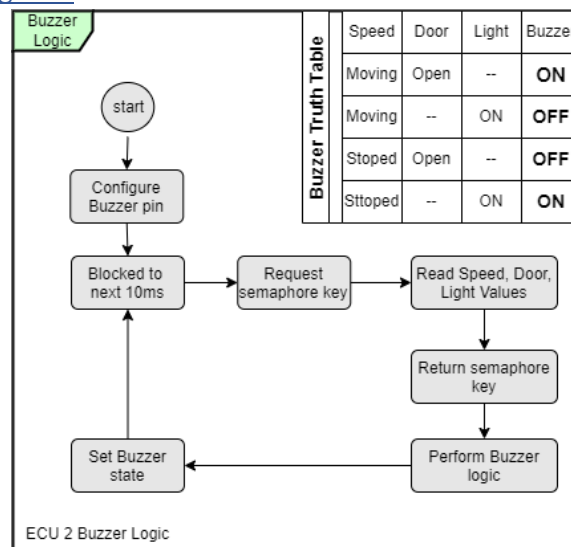 Buzzer
Logic
Buzzer Truth Table
Speed Door Light Buzze
Moving Open -- ON
Moving -- ON OFF
Stoped Open -- OFF
Sttoped -- ON ON
start
Configure
Buzzer pin
Blocked to
next 10ms
Request
semaphore key
Read Speed, Door,
Light Values
Return semaphore
key
Perform Buzzer
logic
Set Buzzer
state
ECU 2 Buzzer Logic